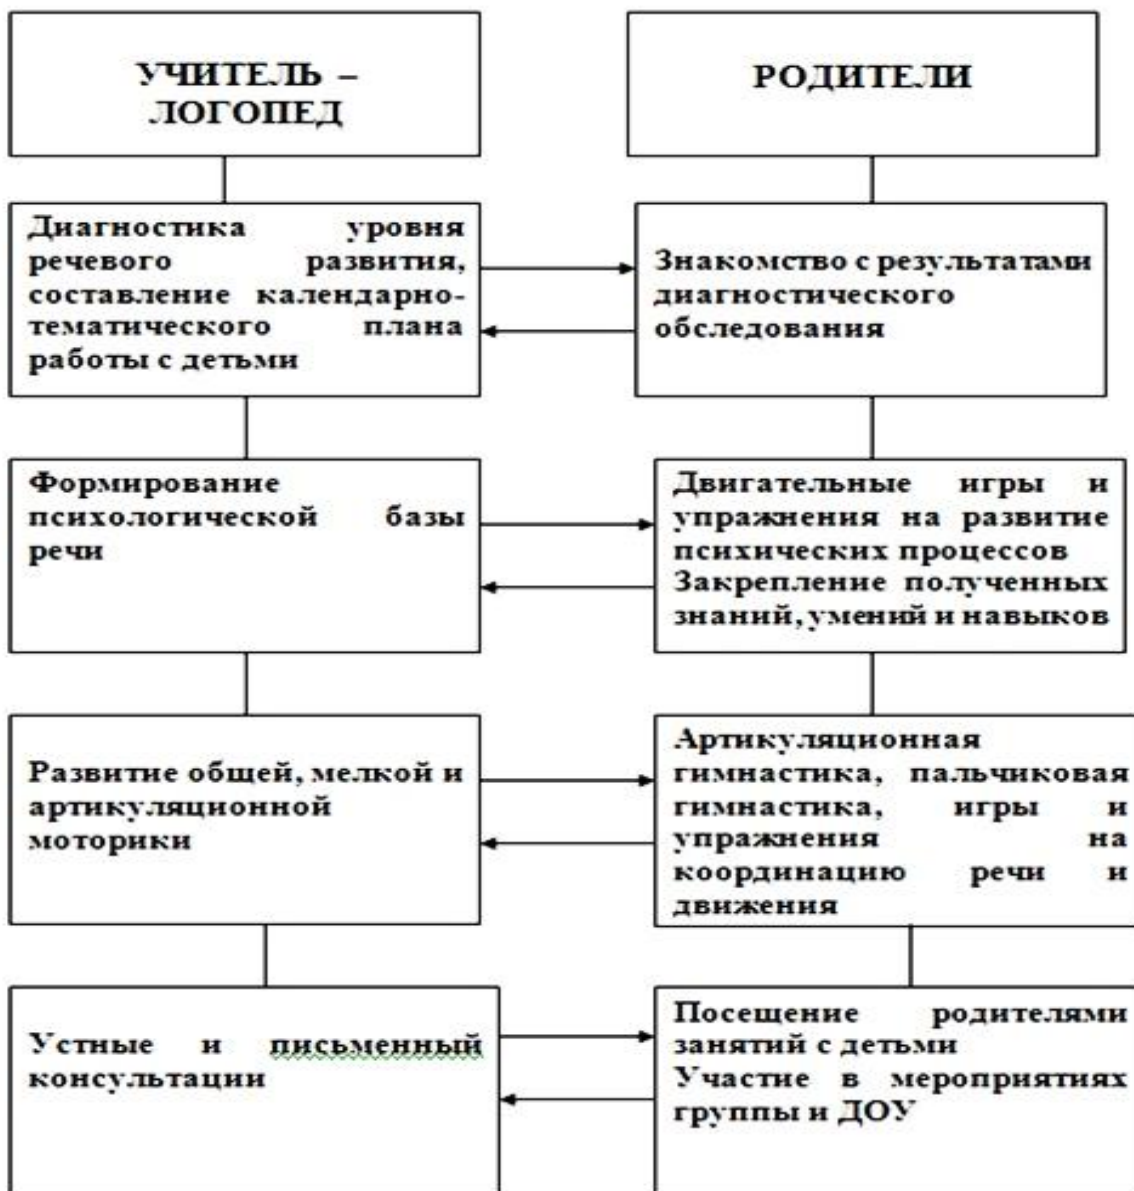 УЧИТЕЛЬ –
ЛОГОПЕД
РОДИТЕЛИ
Диагностика уровня
речевого развития,
составление календарно-
тематического плана
работы с детьми
Знакомство с результатами
диагностического
обследования
Формирование
психологической базы
речи
Двигательные игры и
упражнения на развитие
психических процессов
Закрепление полученных
знаний, умений и навыков
Развитие общей, мелкой и
артикуляционной
моторики
Артикуляционная
гимнастика, пальчиковая
гимнастика, игры и
упражнения на
координацию речи и
движения
Устные и письменный
консультации
Посещение родителями
занятий с детьми
Участие в мероприятиях
группы и ДОУ